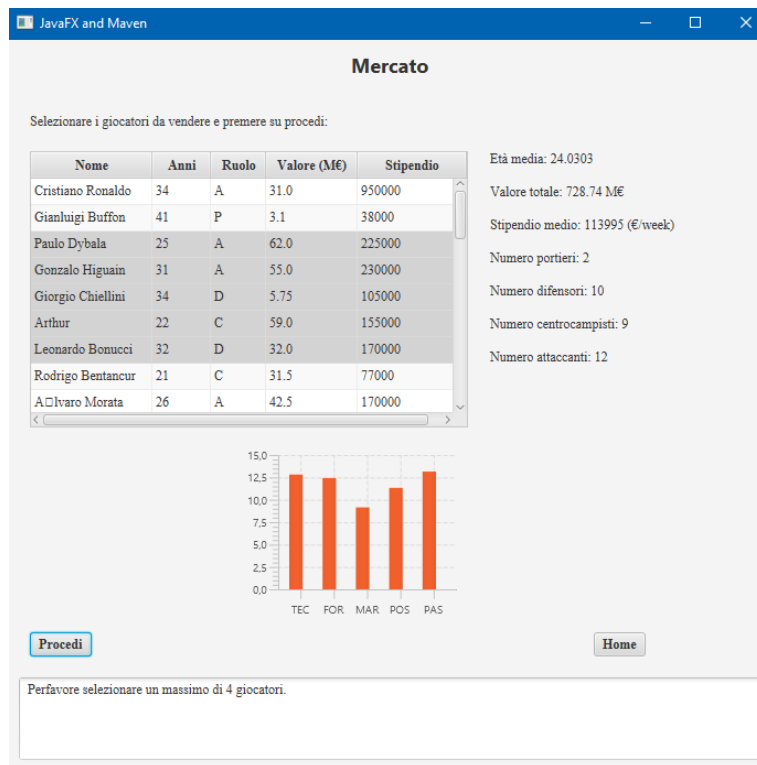 JavaFX and Maven
Mercato
Selezionare i giocatori da vendere e premere su procedi:
Nome Anni Ruolo Valore (M€) Stipendio
Cristiano Ronaldo 34 A 31.0 950000
Gianluigi Buffon 41 P 3.1 38000
Paulo Dybala 25 A 62.0 225000
Gonzalo Higuain 31 A 55.0 230000
Giorgio Chiellini 34 D 5.75 105000
Arthur 22 C 59.0 155000
Leonardo Bonucci 32 D 32.0 170000
Rodrigo Bentancur 21 C 31.5 77000
A□lvaro Morata 26 A 42.5 170000
Età media: 24.0303
Valore totale: 728.74 M€
Stipendio medio: 113995 (€/week)
Numero portieri: 2
Numero difensori: 10
Numero centrocampisti: 9
Numero attaccanti: 12
15,0
12,5
10,0
7,5
5,0
2,5
0,0
TEC FOR MAR POS PAS
Procedi Home
Perfavore selezionare un massimo di 4 giocatori.